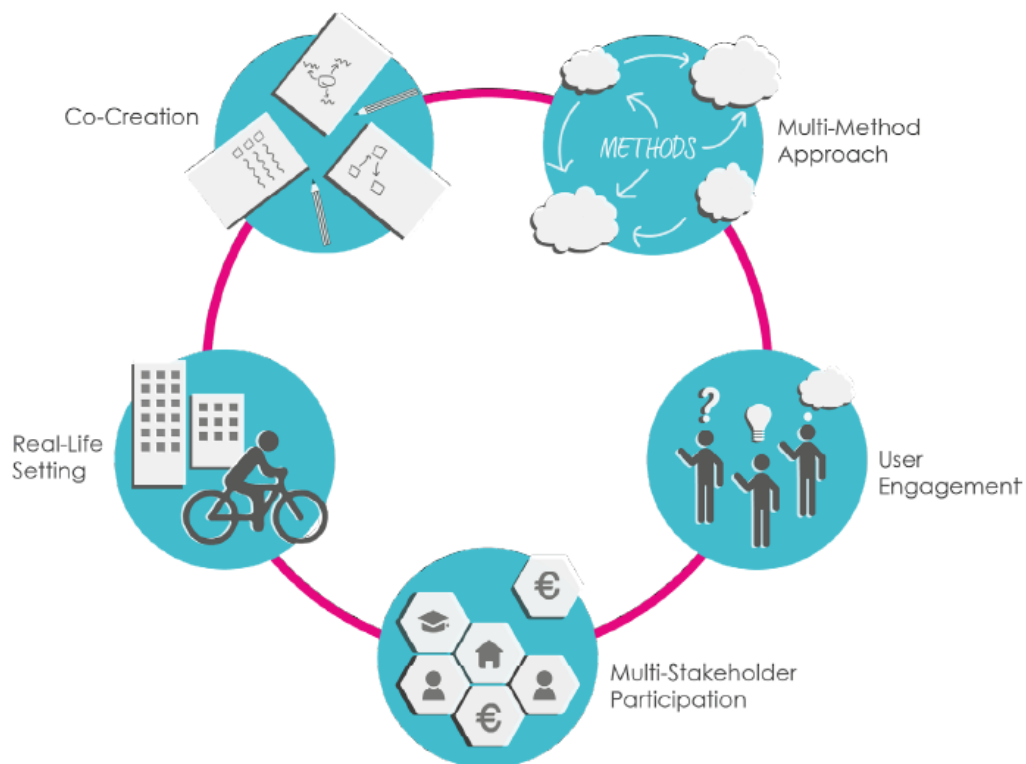 Co-Creation
Multi-Method
Approach
METHODS
?
Real-Life
Setting
User
Engagement
€
Multi-Stakeholder
Participation
€